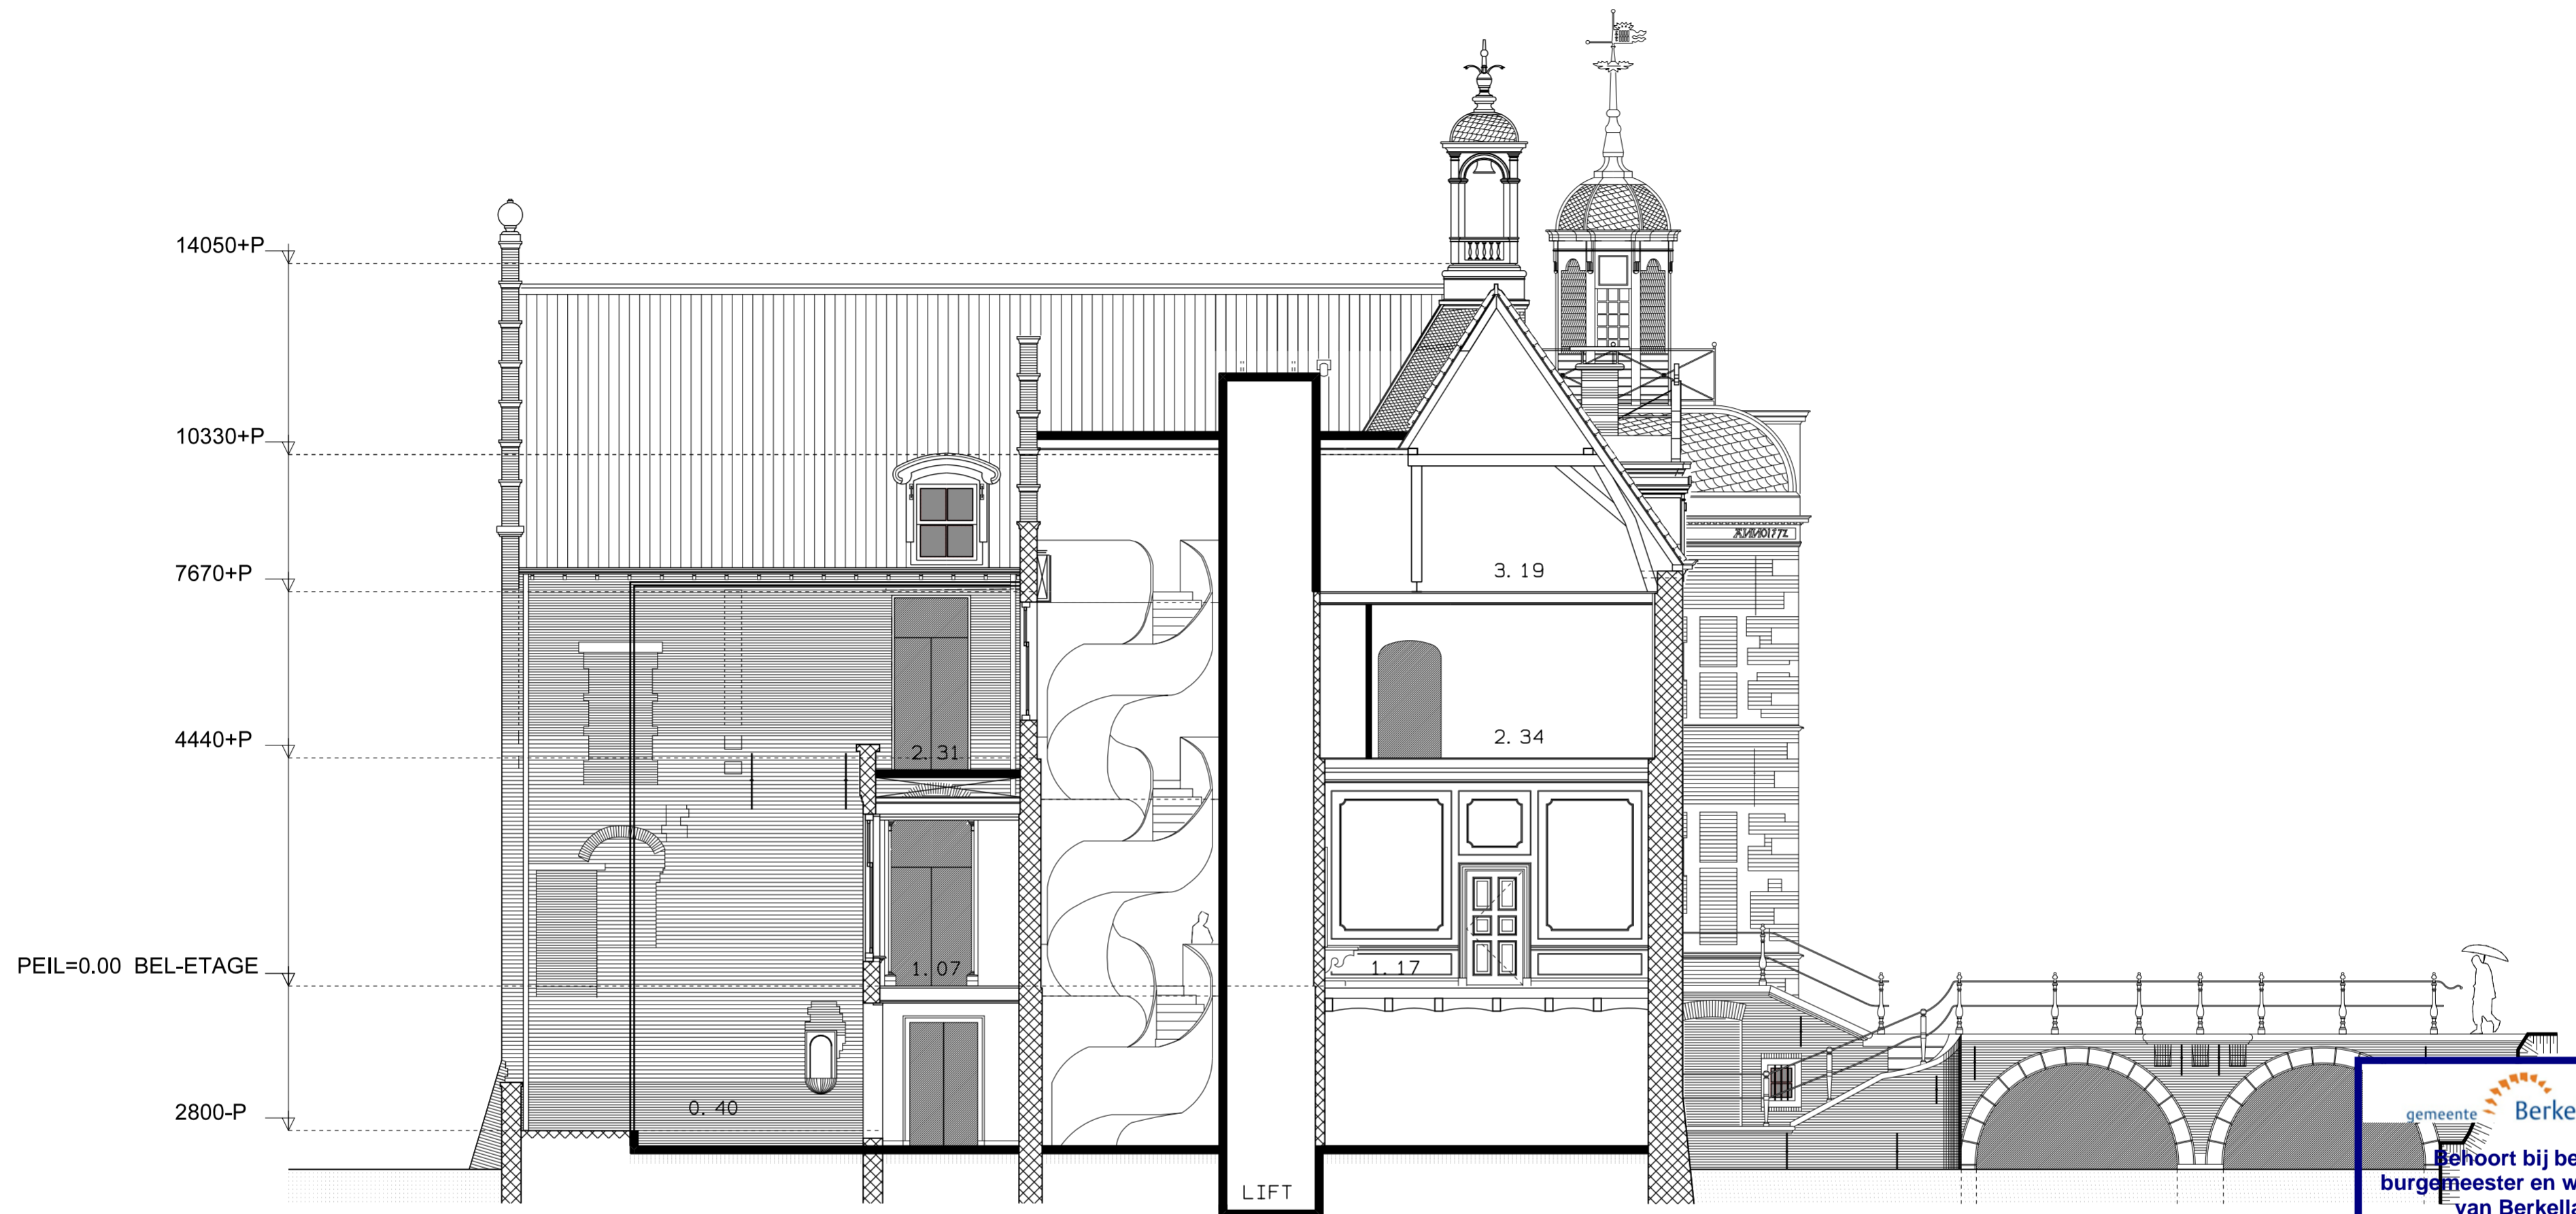 14050+P
10330+P
7670+P
3. 19
4440+P
2. 31
2. 34
PEIL=0.00 BEL-ETAGE
1. 07
1. 17
2800-P
0. 40
LIFT
gemeente Berke
Behoort bij be
burgemeester en w
van Berkella